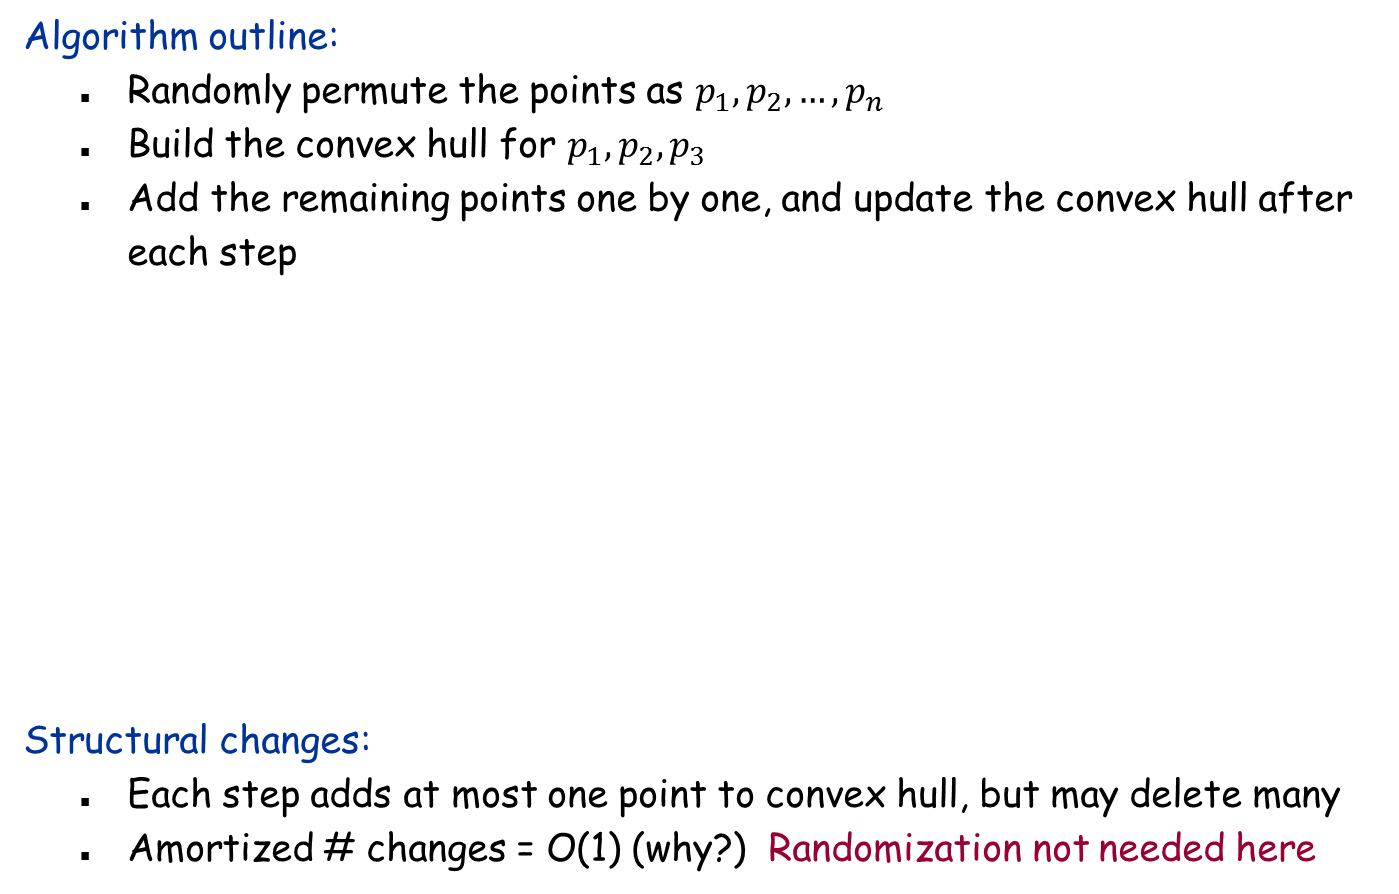 Algorithm outline:
▪ Randomly permute the points as p₁, p₂, …, pₙ
▪ Build the convex hull for p₁, p₂, p₃
▪ Add the remaining points one by one, and update the convex hull after
each step
Structural changes:
▪ Each step adds at most one point to convex hull, but may delete many
▪ Amortized # changes = O(1) (why?) Randomization not needed here